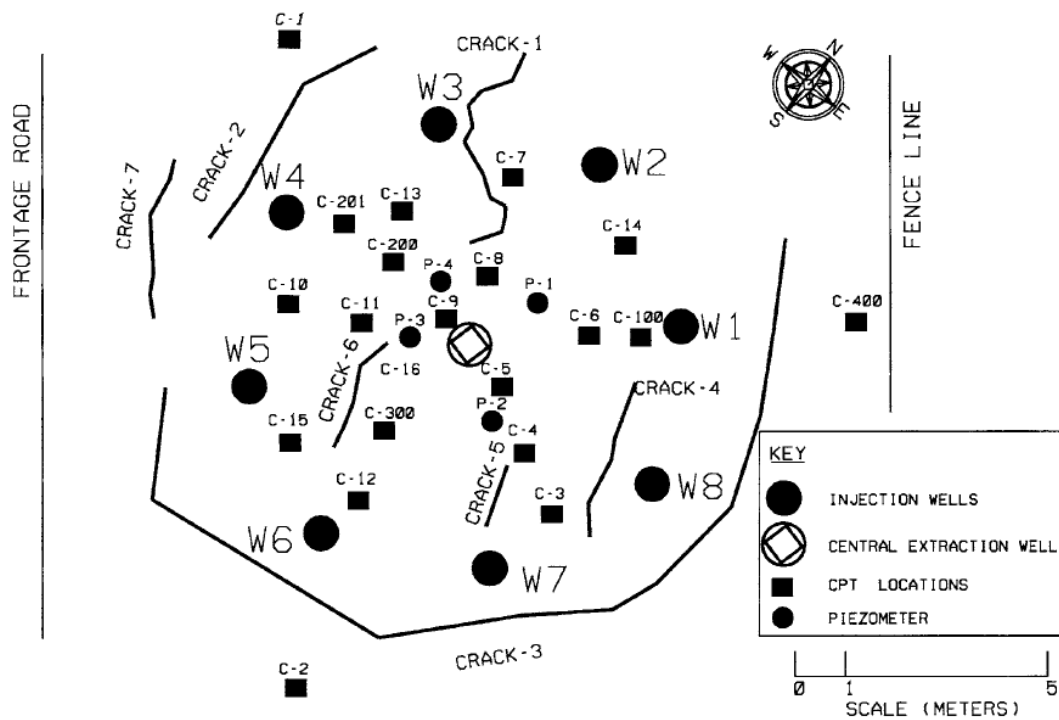 C-1
CRACK-1
N
W
E
S
W3
C-7
W2
CRACK-2
CRACK-7
FRONTAGE ROAD
FENCE LINE
W4
C-201
C-13
C-14
C-200
P-4
C-8
P-1
C-10
C-11
C-9
P-3
C-6
C-100
W1
C-400
CRACK-6
C-16
W5
C-5
CRACK-4
P-2
C-15
C-300
C-4
CRACK-5
C-12
C-3
W8
W6
W7
CRACK-3
C-2
KEY
INJECTION WELLS
CENTRAL EXTRACTION WELL
CPT LOCATIONS
PIEZOMETER
0 1 5
SCALE (METERS)